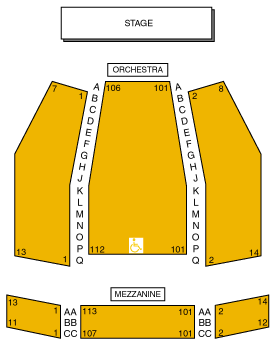 STAGE
ORCHESTRA
7 1 A 106 101 A 2 8
B B
C C
D D
E E
F F
G G
H H
J J
K K
L L
M M
N N
O O
13 P 112 101 P 14
1 Q Q 2
MEZZANINE
13 1 AA 113 101 AA 2 14
11 BB BB 12
1 CC 107 101 CC 2